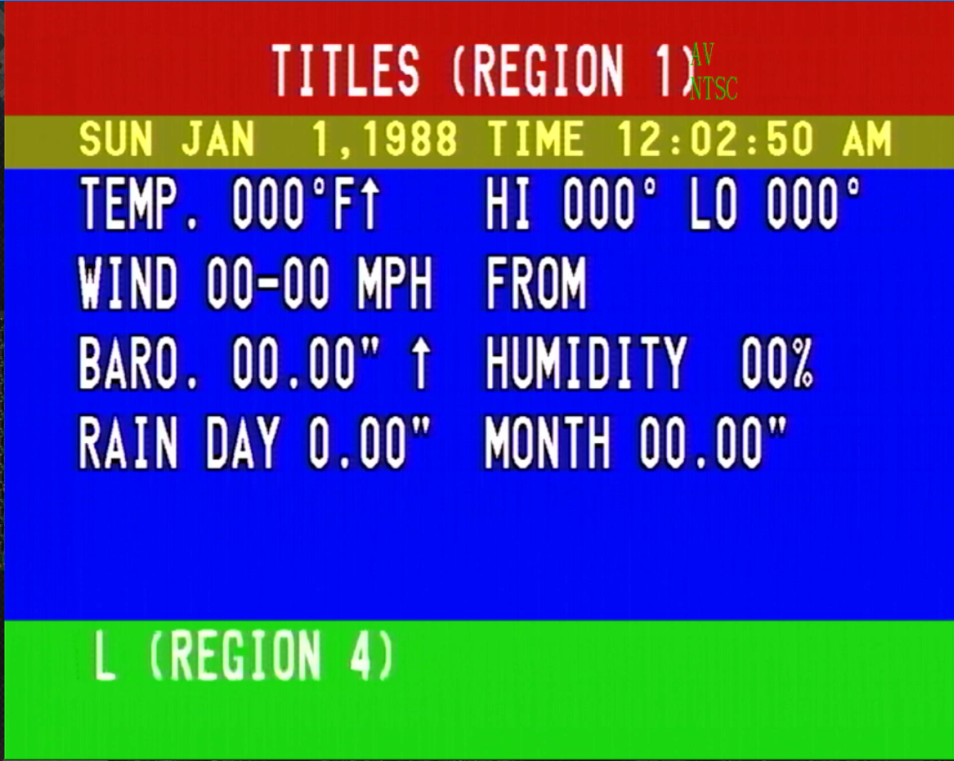 TITLES (REGION 1)
AV
NTSC
SUN JAN  1,1988 TIME 12:02:50 AM
TEMP. 000°F↑ HI 000° LO 000°
WIND 00-00 MPH FROM
BARO. 00.00" ↑ HUMIDITY 00%
RAIN DAY 0.00" MONTH 00.00"
L (REGION 4)